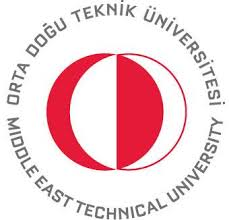 ORTA DOĞU TEKNİK ÜNİVERSİTESİ
MIDDLE EAST TECHNICAL UNIVERSITY